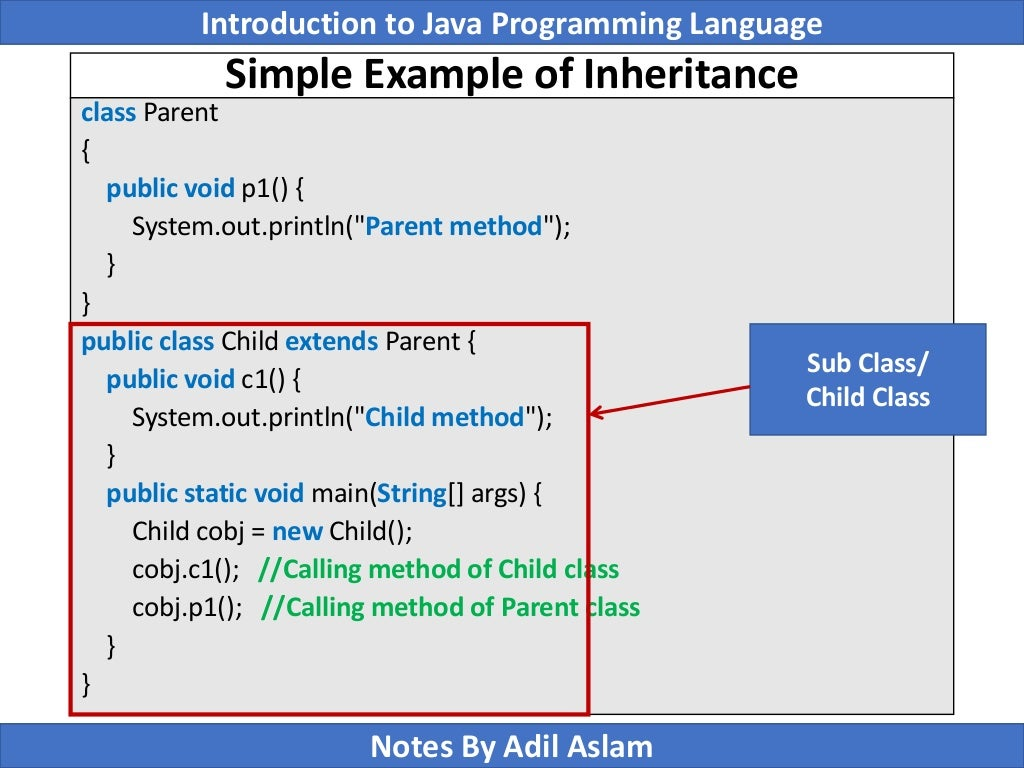 Introduction to Java Programming Language
Simple Example of Inheritance
class Parent
{
public void p1() {
System.out.println("Parent method");
}
}
public class Child extends Parent {
public void c1() {
System.out.println("Child method");
}
public static void main(String[] args) {
Child cobj = new Child();
cobj.c1(); //Calling method of Child class
cobj.p1(); //Calling method of Parent class
}
}
Sub Class/
Child Class
Notes By Adil Aslam